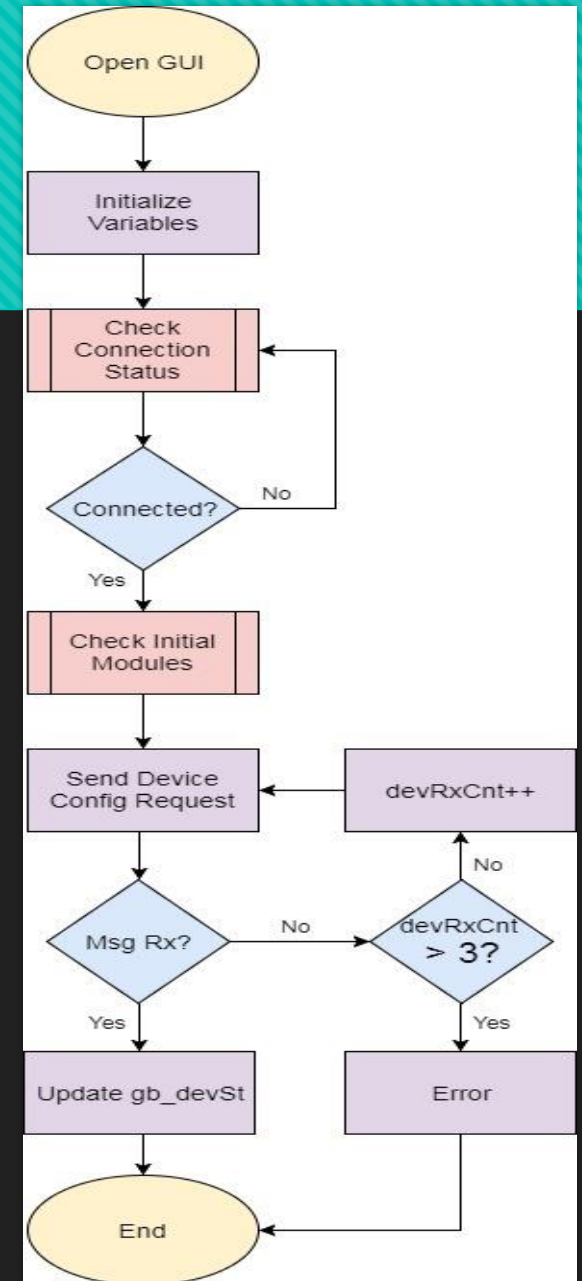 Open GUI
Initialize
Variables
Check
Connection
Status
Connected?
No
Yes
Check Initial
Modules
Send Device
Config Request
devRxCnt++
No
Msg Rx?
No
devRxCnt
> 3?
Yes
Yes
Update gb_devSt
Error
End